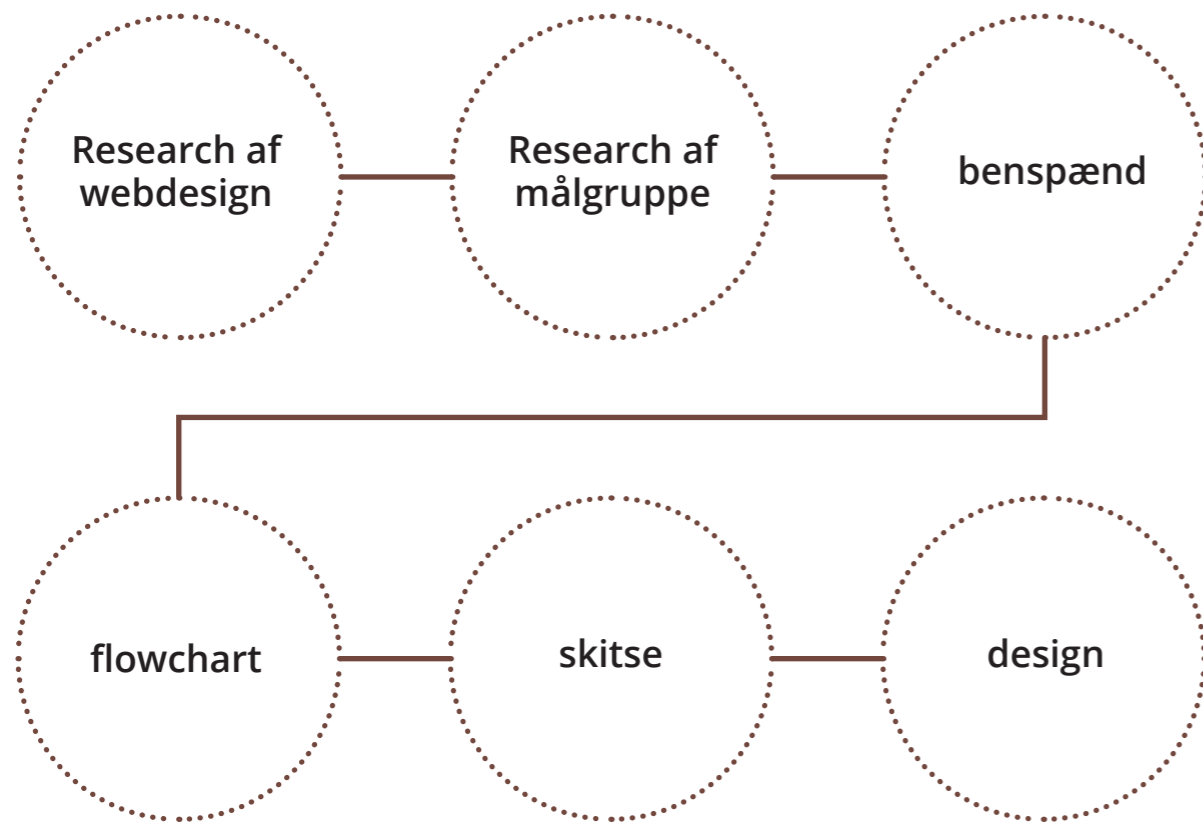 Research af
webdesign
Research af
målgruppe
benspænd
flowchart
skitse
design